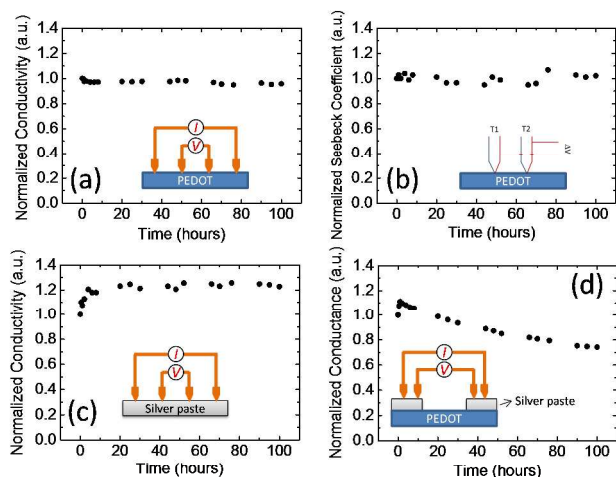 (a)
Normalized Conductivity (a.u.)
1.4
1.2
1.0
0.8
0.6
0.4
0.2
0.0
I
V
PEDOT
0 20 40 60 80 100
Time (hours)
(b)
Normalized Seebeck Coefficient (a.u.)
1.4
1.2
1.0
0.8
0.6
0.4
0.2
0.0
T1 T2
ΔV
PEDOT
0 20 40 60 80 100
Time (hours)
(c)
Normalized Conductivity (a.u.)
1.4
1.2
1.0
0.8
0.6
0.4
0.2
0.0
I
V
Silver paste
0 20 40 60 80 100
Time (hours)
(d)
Normalized Conductance (a.u.)
1.4
1.2
1.0
0.8
0.6
0.4
0.2
0.0
I
V
Silver paste
PEDOT
0 20 40 60 80 100
Time (hours)